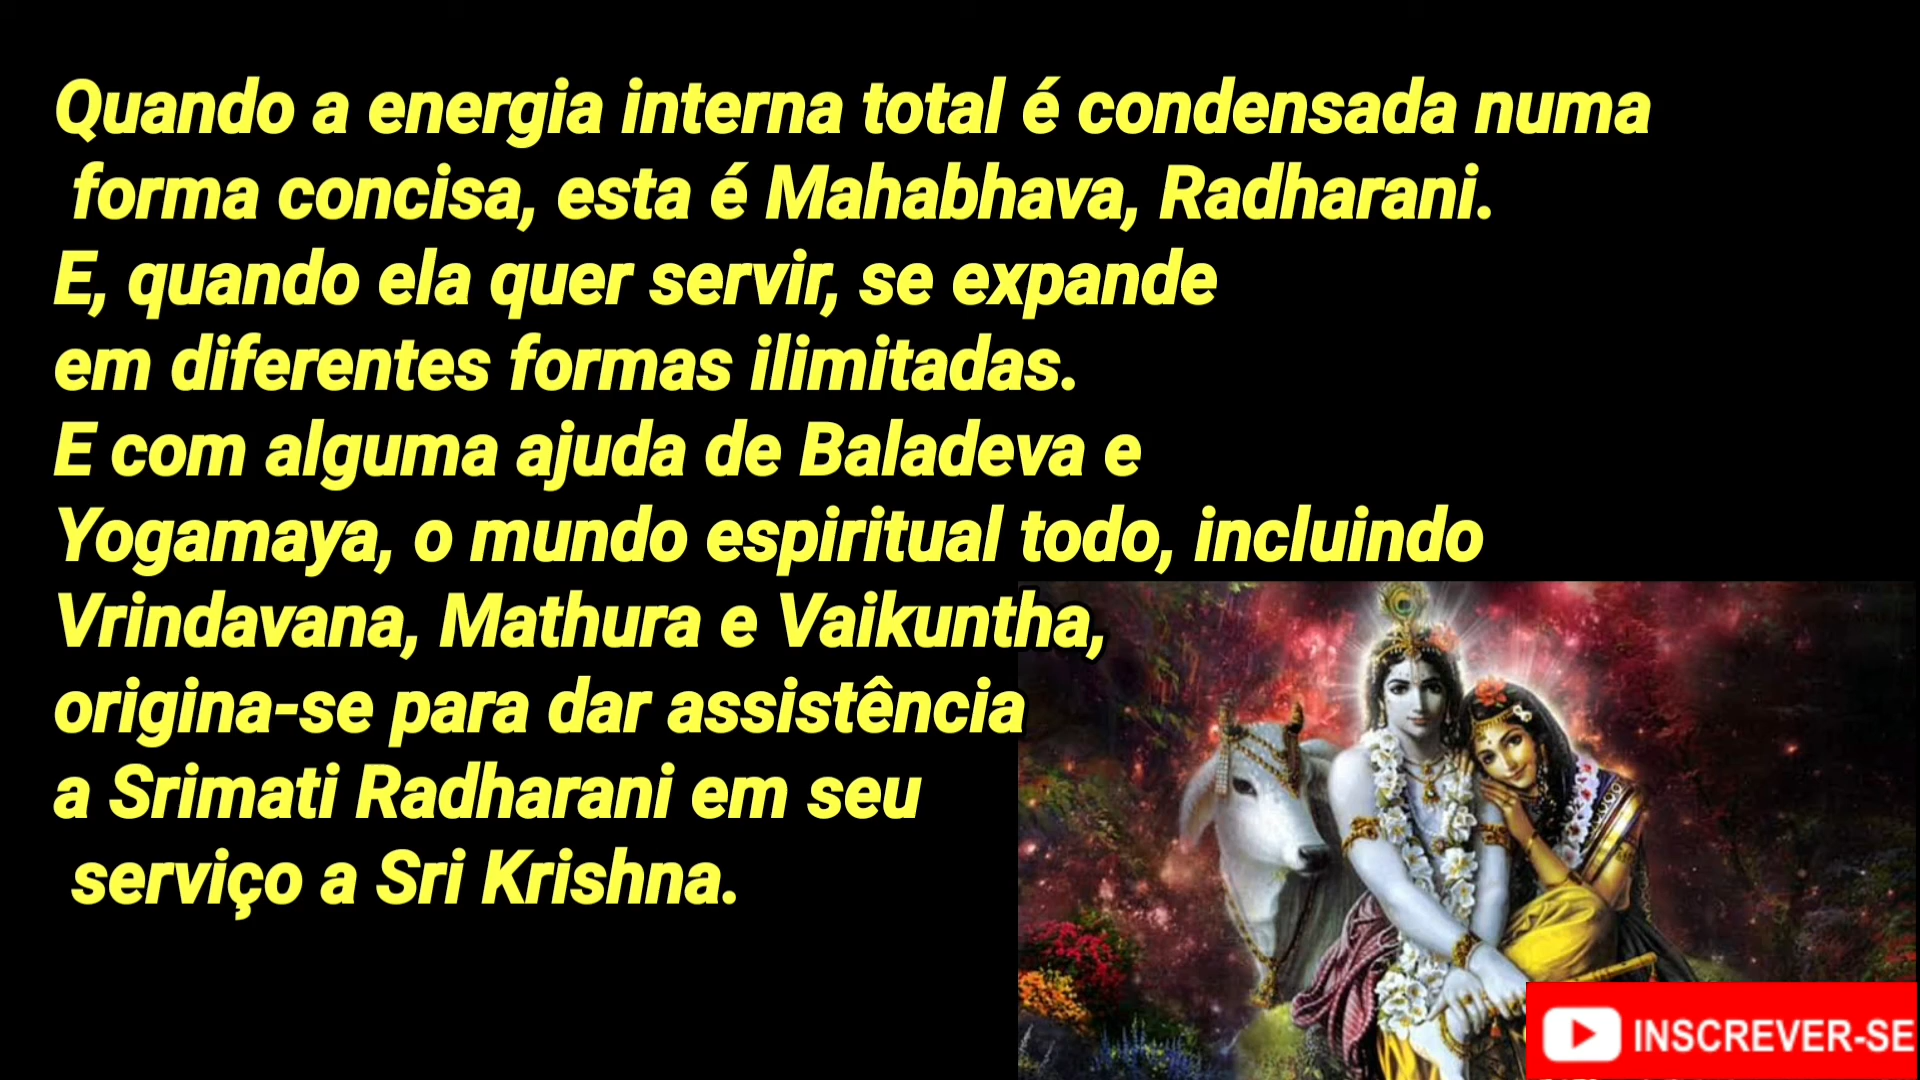 Quando a energia interna total é condensada numa
forma concisa, esta é Mahabhava, Radharani.
E, quando ela quer servir, se expande
em diferentes formas ilimitadas.
E com alguma ajuda de Baladeva e
Yogamaya, o mundo espiritual todo, incluindo
Vrindavana, Mathura e Vaikuntha,
origina-se para dar assistência
a Srimati Radharani em seu
serviço a Sri Krishna.
INSCREVER-SE